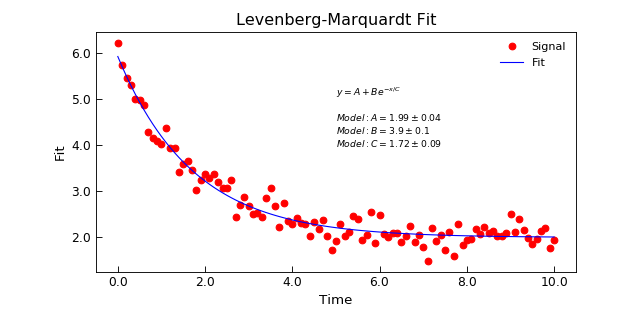 Levenberg-Marquardt Fit
Signal
Fit
y = A + Be^{-x/C}
Model: A = 1.99 ± 0.04
Model: B = 3.9 ± 0.1
Model: C = 1.72 ± 0.09
Fit
6.0
5.0
4.0
3.0
2.0
0.0 2.0 4.0 6.0 8.0 10.0
Time